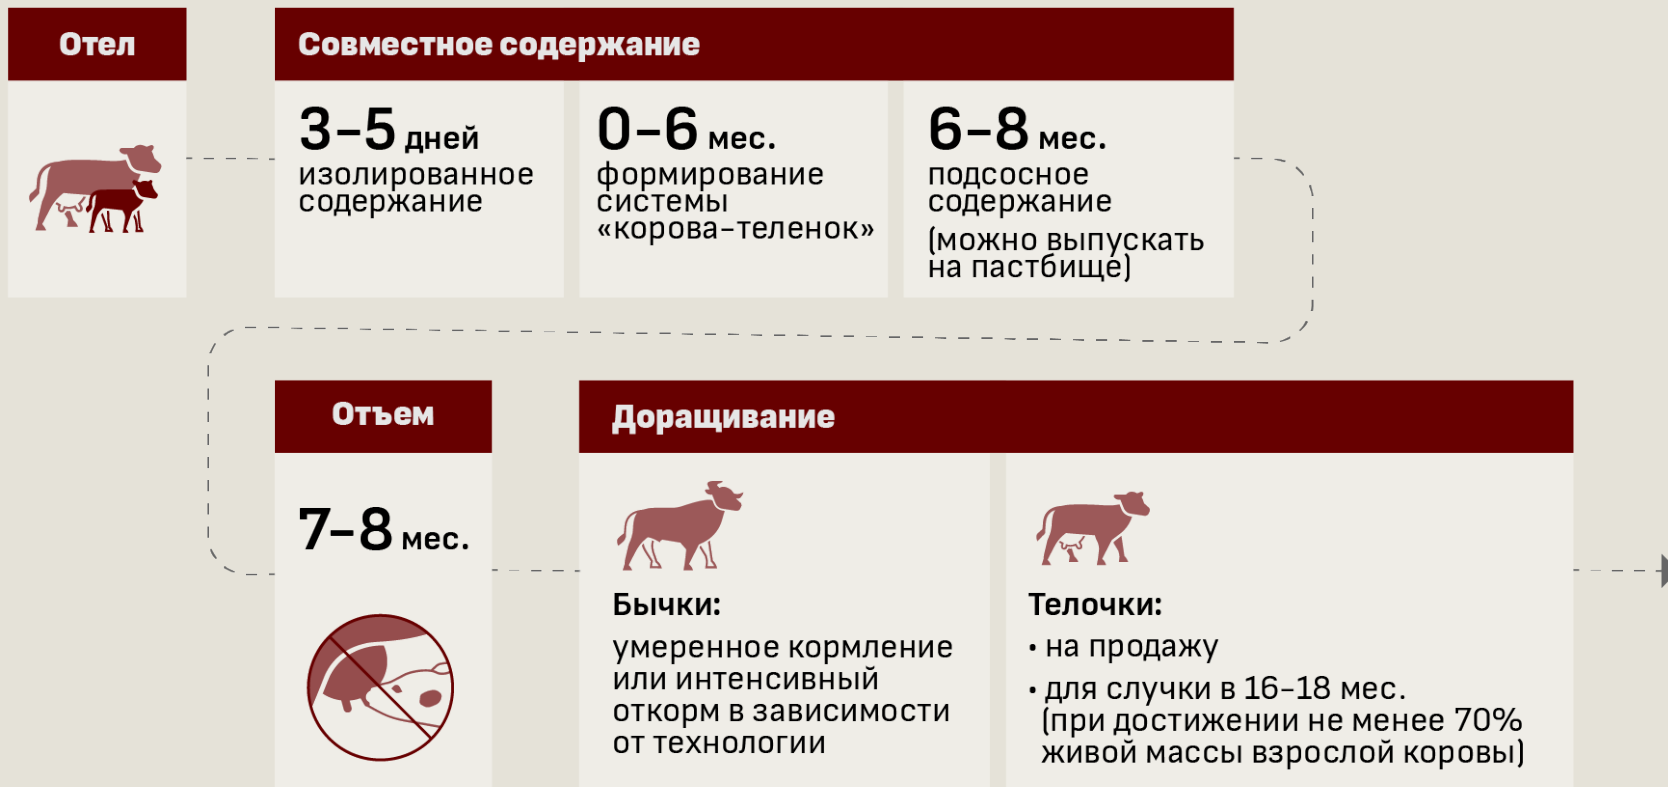 Отел
Совместное содержание
3–5 дней
изолированное
содержание
0–6 мес.
формирование
системы
«корова-теленок»
6–8 мес.
подсосное
содержание
(можно выпускать
на пастбище)
Отъем
7–8 мес.
Доращивание
Бычки:
умеренное кормление
или интенсивный
откорм в зависимости
от технологии
Телочки:
• на продажу
• для случки в 16–18 мес.
(при достижении не менее 70%
живой массы взрослой коровы)